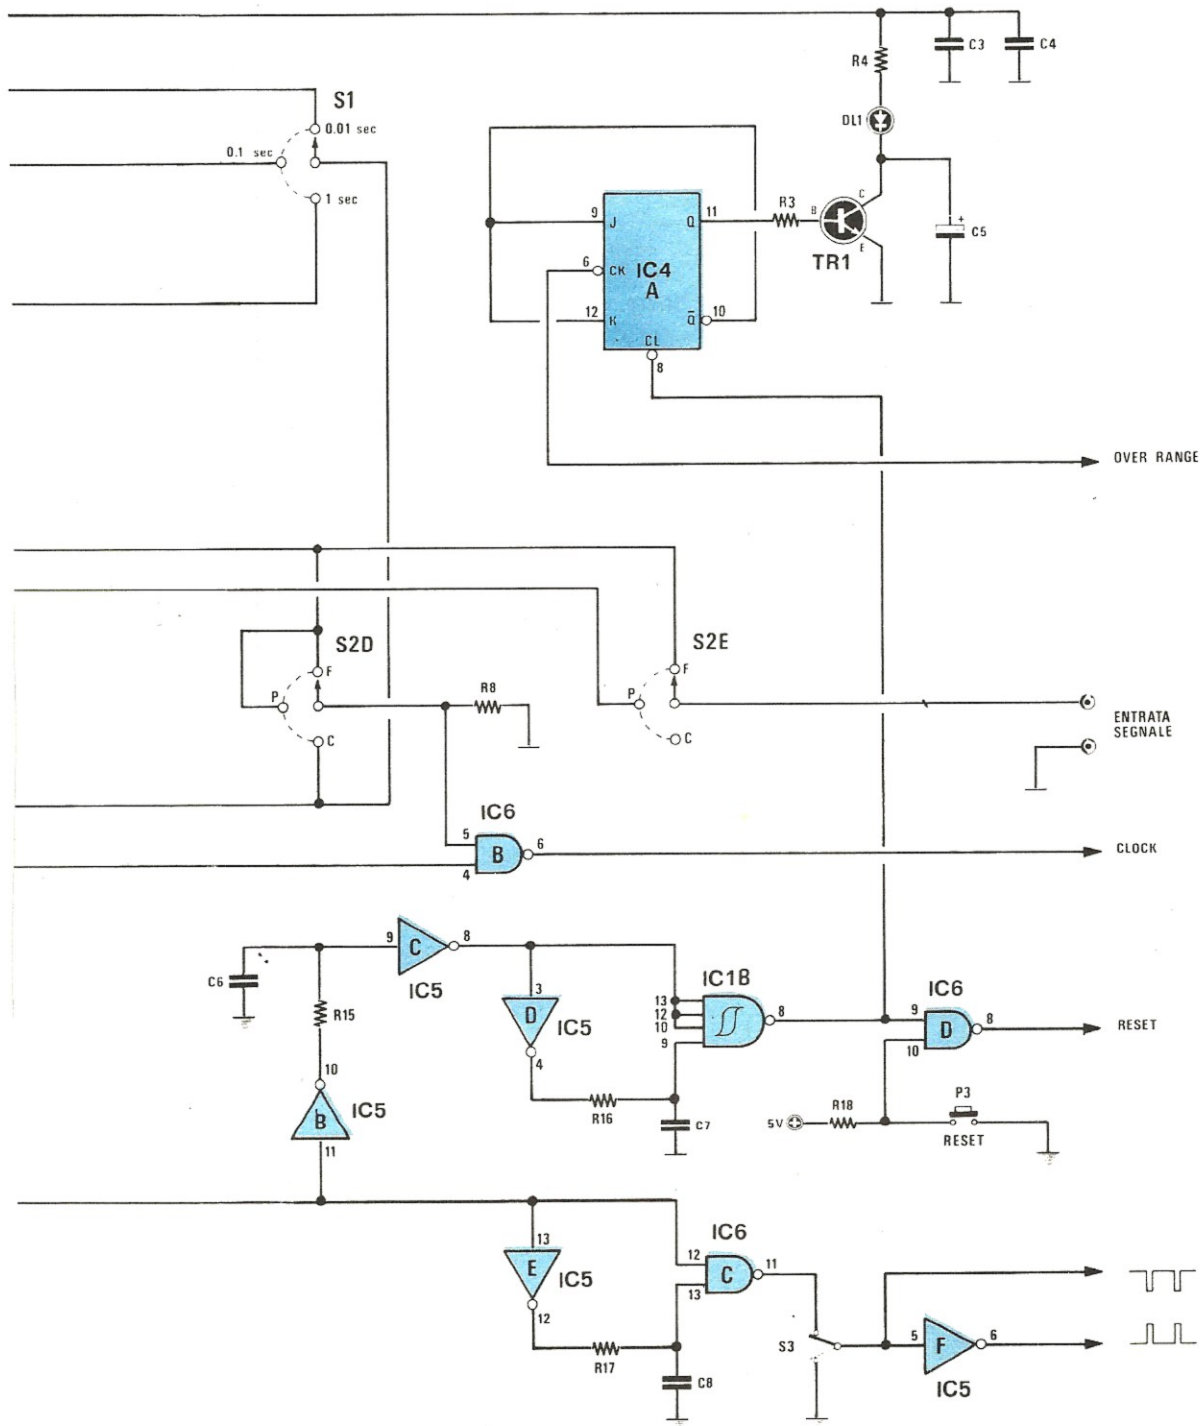 C3
C4
R4
S1
0.01 sec
DL1
0.1 sec
1 sec
9
J
Q
11
R3
B
C
E
+
C5
TR1
6
CK
IC4
A
12
K
Q̅
10
CL
8
OVER RANGE
S2D
S2E
F
P
C
R8
F
P
C
ENTRATA
SEGNALE
IC6
5
B
6
4
CLOCK
9
C
8
IC5
C6
R15
3
D
IC5
4
IC1B
13
12
10
9
8
IC6
9
D
8
10
RESET
10
B
IC5
11
R16
C7
5V
R18
P3
RESET
13
E
IC5
12
R17
C8
IC6
12
C
11
13
S3
5
F
6
IC5